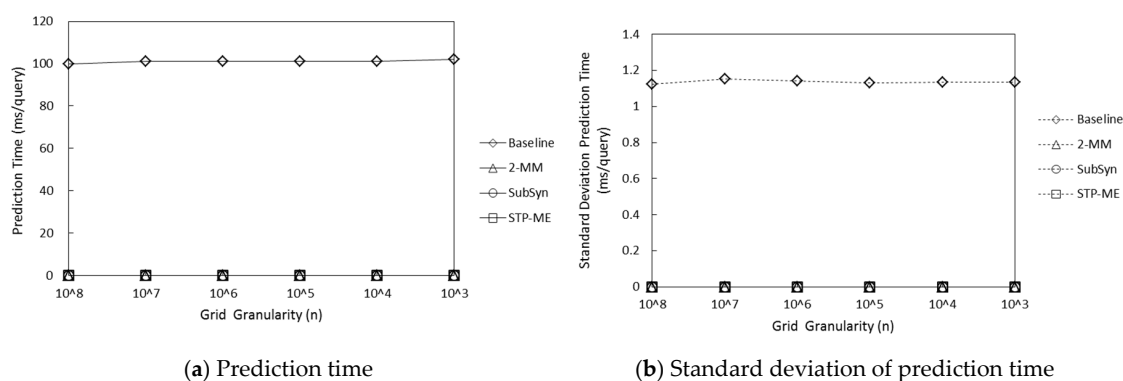 120
100
80
60
40
20
0
Prediction Time (ms/query)
10^8 10^7 10^6 10^5 10^4 10^3
Grid Granularity (n)
Baseline
2-MM
SubSyn
STP-ME
(a) Prediction time
1.4
1.2
1
0.8
0.6
0.4
0.2
0
Standard Deviation Prediction Time
(ms/query)
10^8 10^7 10^6 10^5 10^4 10^3
Grid Granularity (n)
Baseline
2-MM
SubSyn
STP-ME
(b) Standard deviation of prediction time